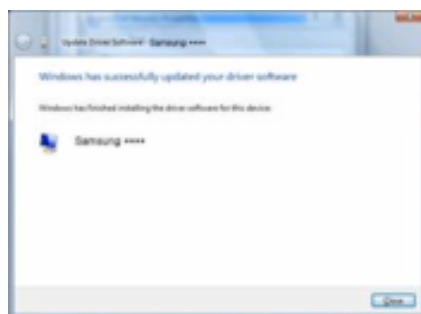 Update Driver Software - Samsung ****
Windows has successfully updated your driver software
Windows has finished installing the driver software for this device:
Samsung ****
Close